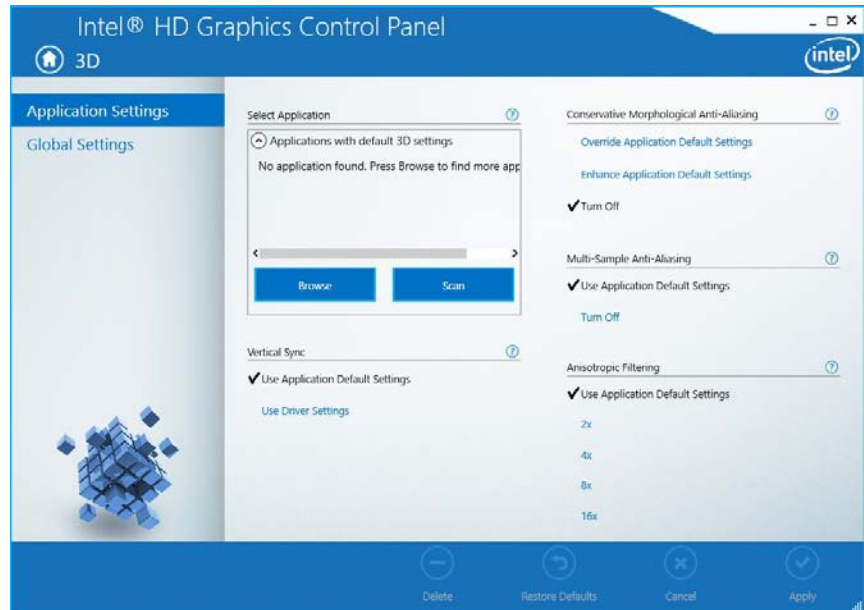 Intel® HD Graphics Control Panel
3D
intel
Application Settings
Global Settings
Select Application
Applications with default 3D settings
No application found. Press Browse to find more app
Browse
Scan
Vertical Sync
Use Application Default Settings
Use Driver Settings
Conservative Morphological Anti-Aliasing
Override Application Default Settings
Enhance Application Default Settings
Turn Off
Multi-Sample Anti-Aliasing
Use Application Default Settings
Turn Off
Anisotropic Filtering
Use Application Default Settings
2x
4x
8x
16x
Delete
Restore Defaults
Cancel
Apply